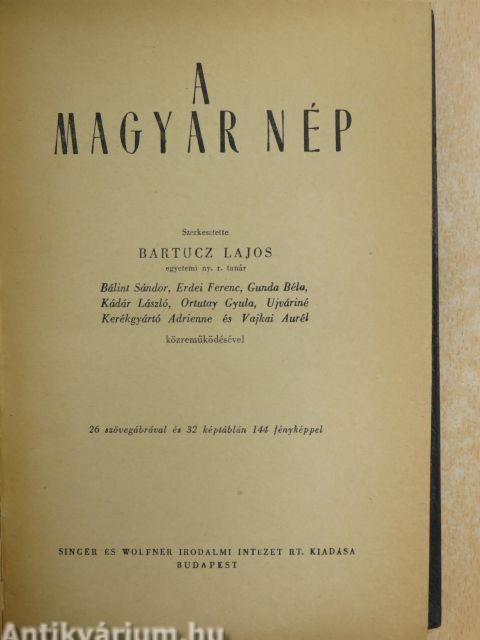 A
MAGYAR NÉP
Szerkesztette
BARTUCZ LAJOS
egyetemi ny. r. tanár
Bálint Sándor, Erdei Ferenc, Gunda Béla,
Kádár László, Ortutay Gyula, Ujváriné
Kerékgyártó Adrienne és Vajkai Aurél
közreműködésével
26 szövegábrával és 32 képtáblán 144 fényképpel
SINGER ÉS WOLFNER IRODALMI INTÉZET RT. KIADÁSA
BUDAPEST
Antikvárium.hu